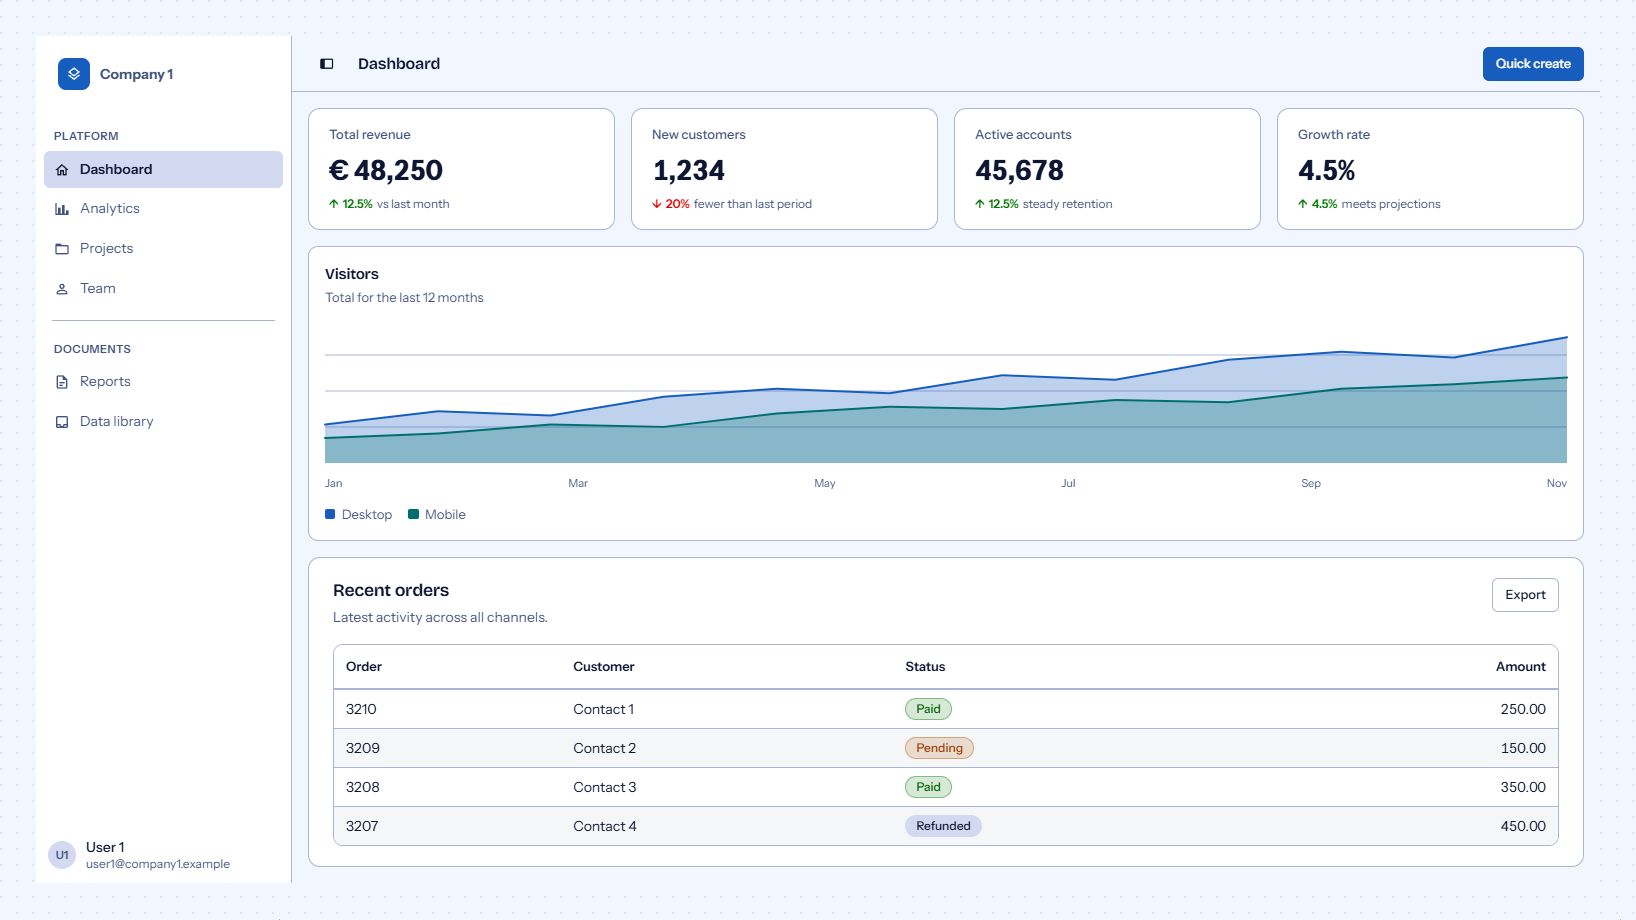 Company 1
PLATFORM
Dashboard
Analytics
Projects
Team
DOCUMENTS
Reports
Data library
U1
User 1
user1@company1.example
Dashboard
Quick create
Total revenue
€ 48,250
↑ 12.5% vs last month
New customers
1,234
↓ 20% fewer than last period
Active accounts
45,678
↑ 12.5% steady retention
Growth rate
4.5%
↑ 4.5% meets projections
Visitors
Total for the last 12 months
Jan Mar May Jul Sep Nov
Desktop Mobile
Recent orders
Latest activity across all channels.
Export
Order Customer Status Amount
3210 Contact 1 Paid 250.00
3209 Contact 2 Pending 150.00
3208 Contact 3 Paid 350.00
3207 Contact 4 Refunded 450.00